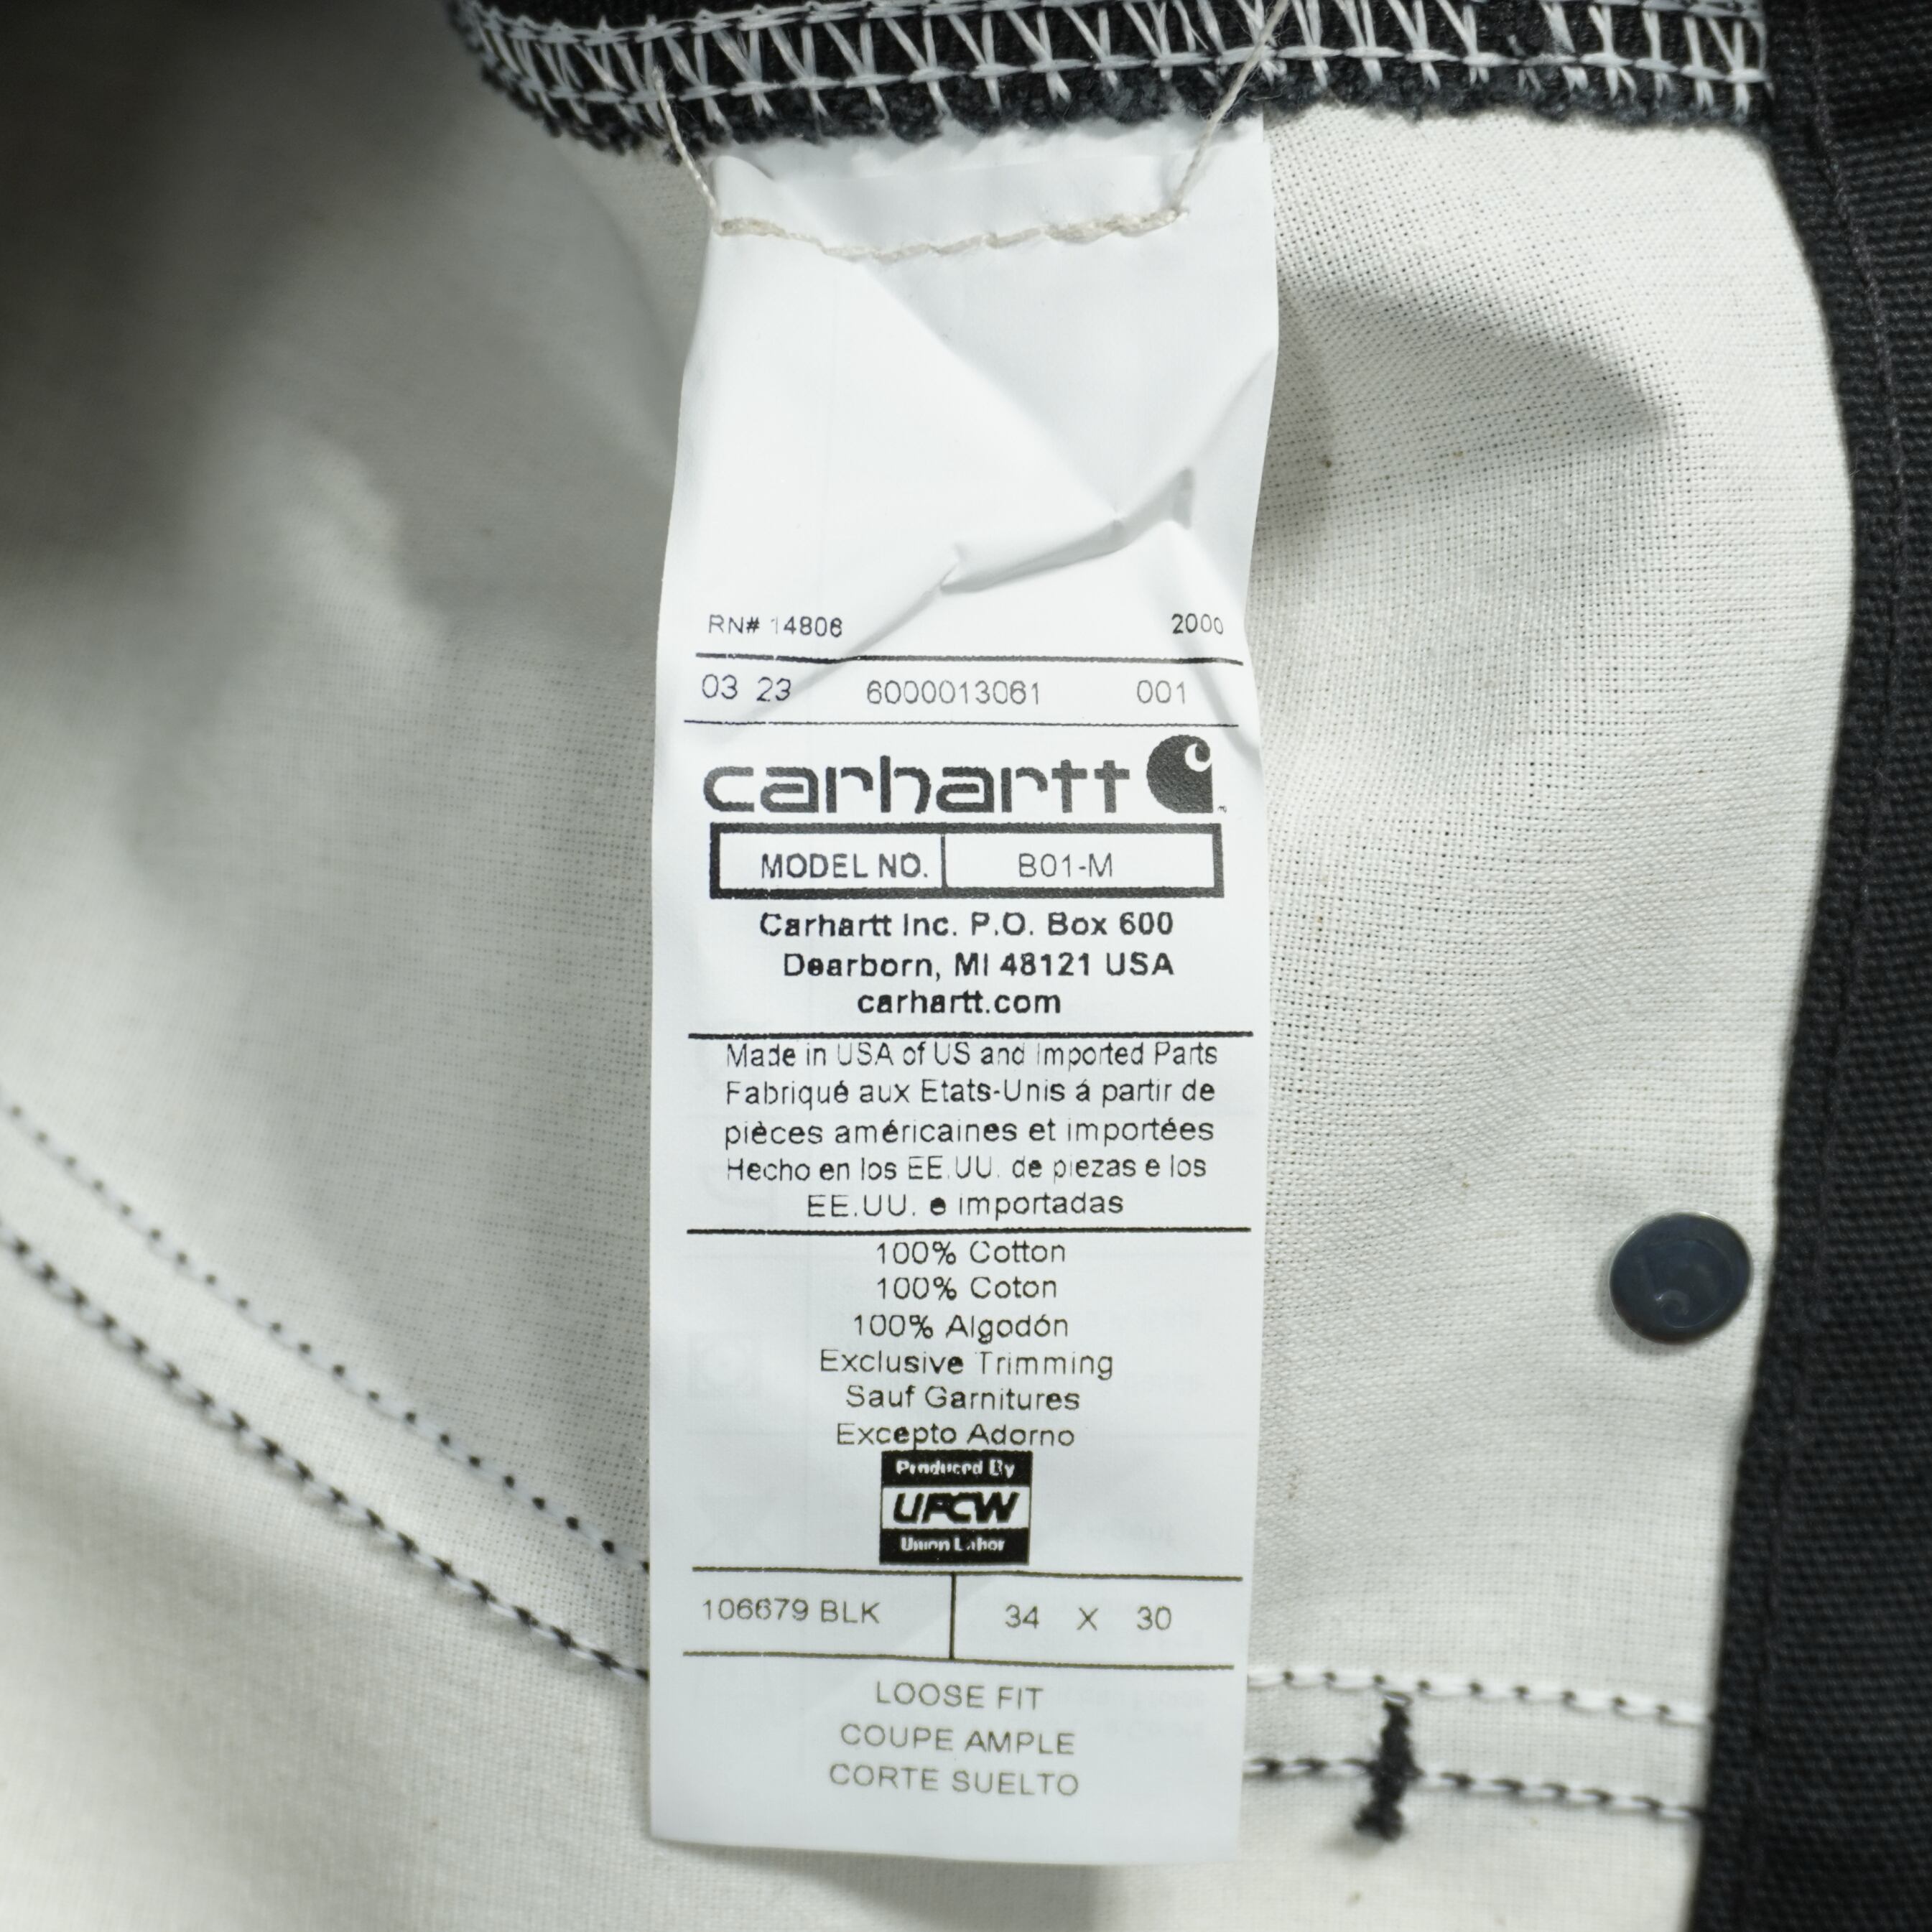 RN# 14806 2000
03 23 6000013061 001
carhartt
MODEL NO. B01-M
Carhartt Inc. P.O. Box 600
Dearborn, MI 48121 USA
carhartt.com
Made in USA of US and Imported Parts
Fabriqué aux Etats-Unis á partir de
pièces américaines et importées
Hecho en los EE.UU. de piezas e los
EE.UU. e importadas
100% Cotton
100% Coton
100% Algodón
Exclusive Trimming
Sauf Garnitures
Excepto Adorno
Produced By
UFCW
Union Labor
106679 BLK 34 X 30
LOOSE FIT
COUPE AMPLE
CORTE SUELTO